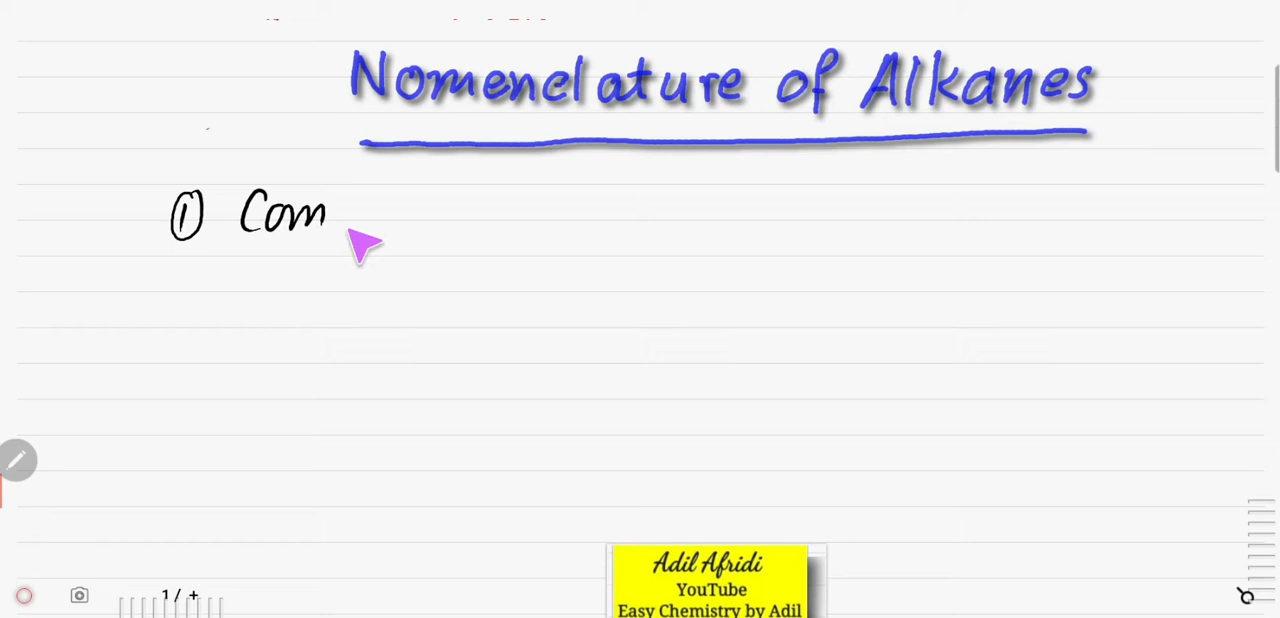 Nomenclature of Alkanes
① Com
1 / +
Adil Afridi
YouTube
Easy Chemistry by Adil